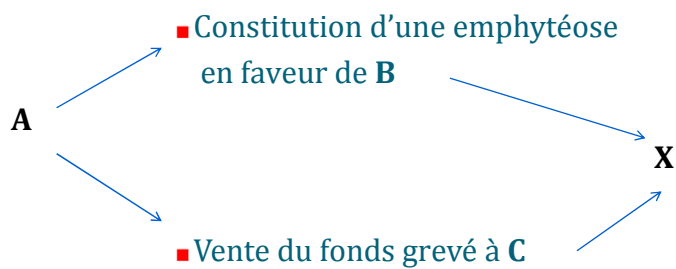 Constitution d’une emphytéose
en faveur de B
A
X
Vente du fonds grevé à C